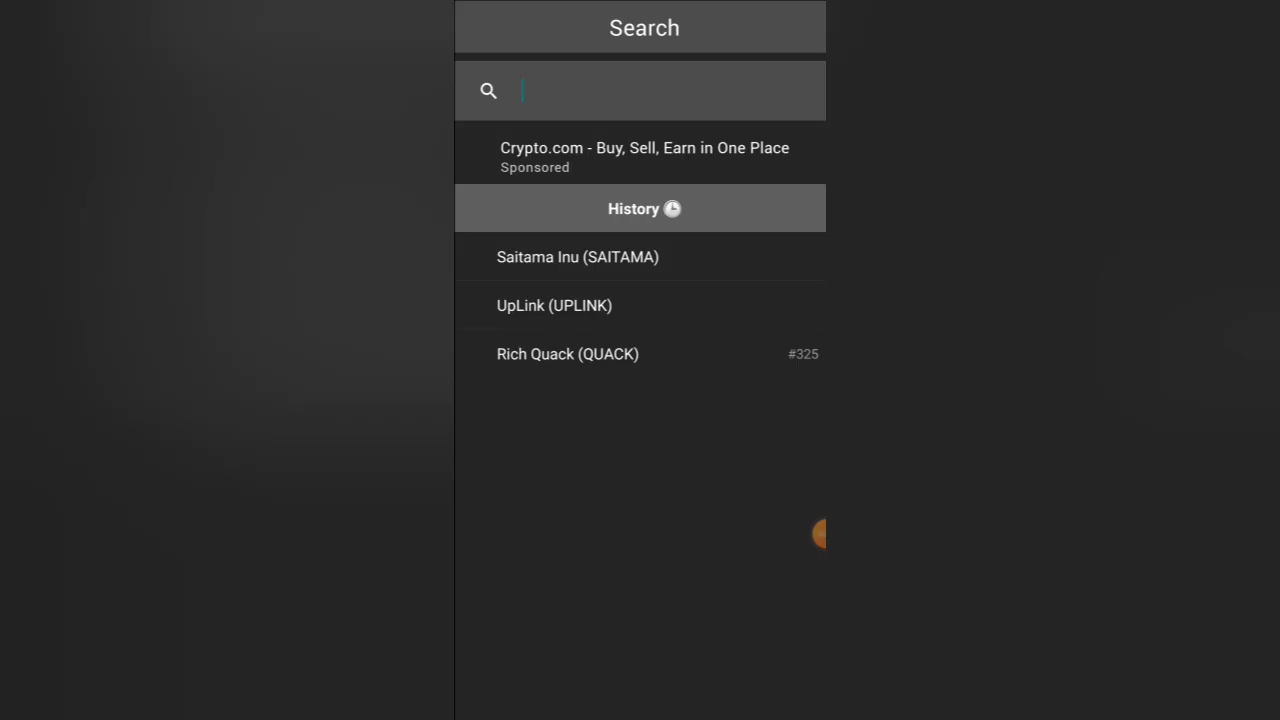 Search
Crypto.com - Buy, Sell, Earn in One Place
Sponsored
History
Saitama Inu (SAITAMA)
UpLink (UPLINK)
Rich Quack (QUACK) #325